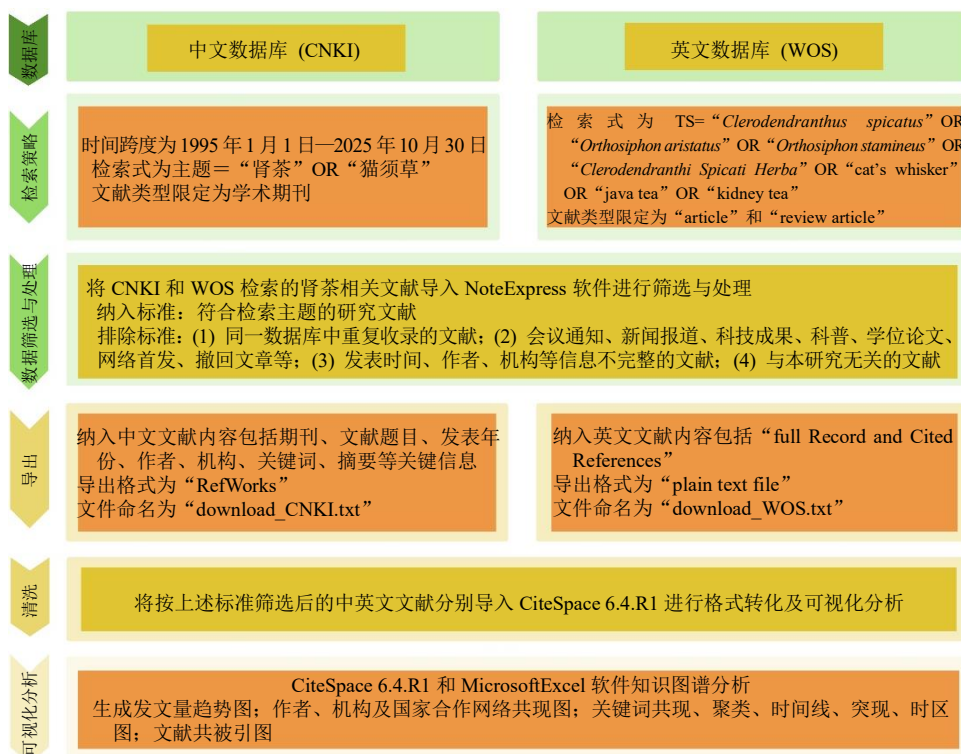 数据库
中文数据库 (CNKI)
英文数据库 (WOS)
检索策略
时间跨度为 1995 年 1 月 1 日—2025 年 10 月 30 日
检索式为主题＝“肾茶”OR“猫须草”
文献类型限定为学术期刊
检索式为 TS=“Clerodendranthus spicatus” OR
“Orthosiphon aristatus” OR “Orthosiphon stamineus” OR
“Clerodendranthi Spicati Herba” OR “cat's whisker”
OR “java tea” OR “kidney tea”
文献类型限定为“article”和“review article”
数据筛选与处理
将 CNKI 和 WOS 检索的肾茶相关文献导入 NoteExpress 软件进行筛选与处理
纳入标准：符合检索主题的研究文献
排除标准：(1) 同一数据库中重复收录的文献；(2) 会议通知、新闻报道、科技成果、科普、学位论文、
网络首发、撤回文章等；(3) 发表时间、作者、机构等信息不完整的文献；(4) 与本研究无关的文献
导出
纳入中文文献内容包括期刊、文献题目、发表年
份、作者、机构、关键词、摘要等关键信息
导出格式为“RefWorks”
文件命名为“download_CNKI.txt”
纳入英文文献内容包括“full Record and Cited
References”
导出格式为“plain text file”
文件命名为“download_WOS.txt”
清洗
将按上述标准筛选后的中英文文献分别导入 CiteSpace 6.4.R1 进行格式转化及可视化分析
可视化分析
CiteSpace 6.4.R1 和 MicrosoftExcel 软件知识图谱分析
生成发文量趋势图；作者、机构及国家合作网络共现图；关键词共现、聚类、时间线、突现、时区
图；文献共被引图